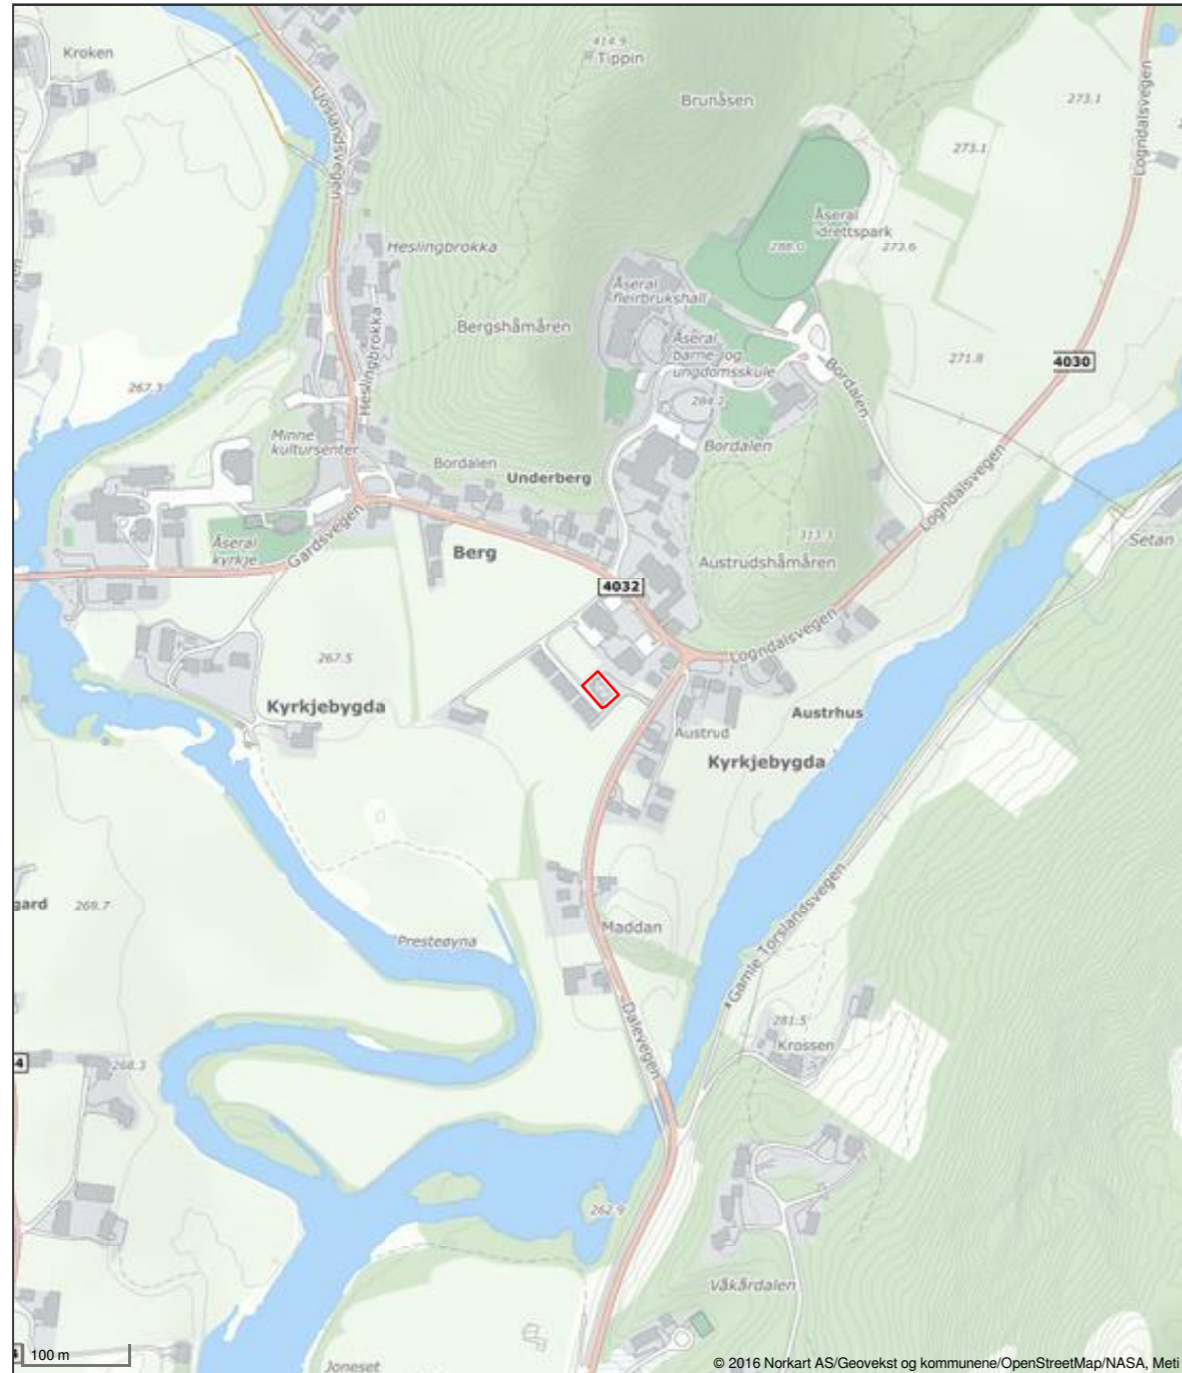 414.9
Tippin
Kroken
Brunåsen
273.1
Ljoslandsvegen
Logndalsvegen
273.1
Åseral
idrettspark
288.0
273.6
Heslingbrokka
Åseral
fleirbrukshall
Bergshåmåren
Heslingbrokka
Åseral
barne- og
ungdomsskule
271.8
4030
267.3
Bordalen
284.2
Minne
kultursenter
Bordalen
Bordalen
Underberg
Logndalsvegen
Gardsvegen
Åseral
kyrkje
Berg
313.1
Setan
Austrudshåmåren
4032
Logndalsvegen
267.5
Kyrkjebygda
Austrhus
Austrud
Kyrkjebygda
gard
269.7
Maddan
Presteøyna
Gamle Torslandsvegen
Dalevegen
281.5
Krossen
4
268.3
262.9
Våkårdalen
100 m
Joneset
© 2016 Norkart AS/Geovekst og kommunene/OpenStreetMap/NASA, Meti